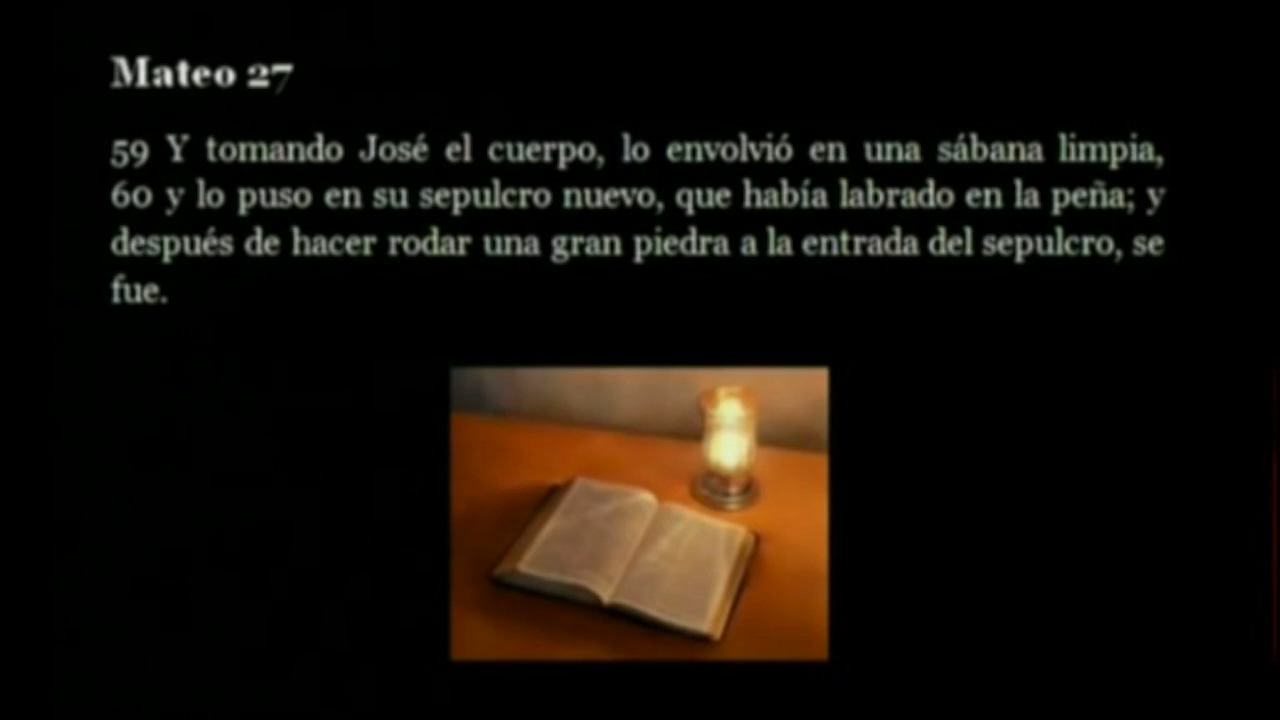 Mateo 27
59 Y tomando José el cuerpo, lo envolvió en una sábana limpia,
60 y lo puso en su sepulcro nuevo, que había labrado en la peña; y
después de hacer rodar una gran piedra a la entrada del sepulcro, se
fue.